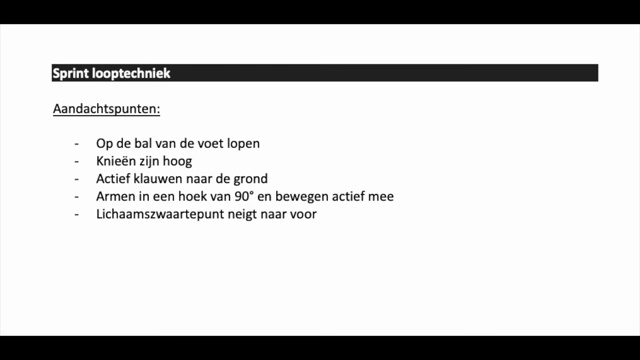 Sprint looptechniek
Aandachtspunten:
- Op de bal van de voet lopen
- Knieën zijn hoog
- Actief klauwen naar de grond
- Armen in een hoek van 90° en bewegen actief mee
- Lichaamszwaartepunt neigt naar voor